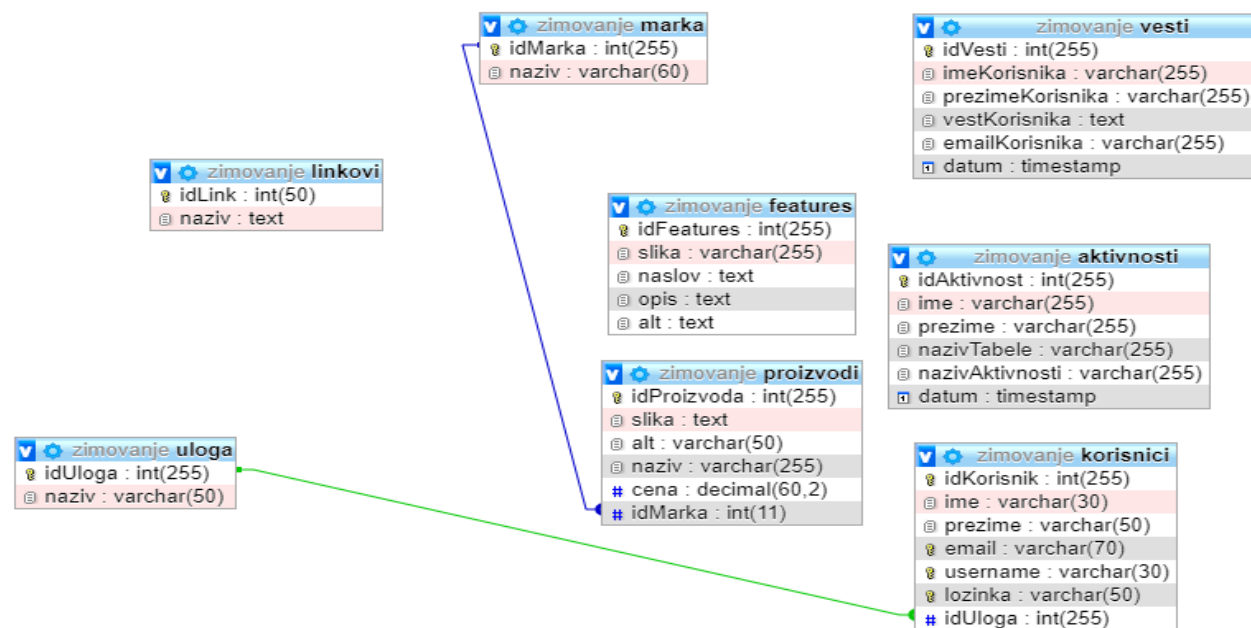 zimovanje marka
idMarka : int(255)
naziv : varchar(60)
zimovanje vesti
idVesti : int(255)
imeKorisnika : varchar(255)
prezimeKorisnika : varchar(255)
vestKorisnika : text
emailKorisnika : varchar(255)
datum : timestamp
zimovanje linkovi
idLink : int(50)
naziv : text
zimovanje features
idFeatures : int(255)
slika : varchar(255)
naslov : text
opis : text
alt : text
zimovanje aktivnosti
idAktivnost : int(255)
ime : varchar(255)
prezime : varchar(255)
nazivTabele : varchar(255)
nazivAktivnosti : varchar(255)
datum : timestamp
zimovanje proizvodi
idProizvoda : int(255)
slika : text
alt : varchar(50)
naziv : varchar(255)
# cena : decimal(60,2)
# idMarka : int(11)
zimovanje uloga
idUloga : int(255)
naziv : varchar(50)
zimovanje korisnici
idKorisnik : int(255)
ime : varchar(30)
prezime : varchar(50)
email : varchar(70)
username : varchar(30)
lozinka : varchar(50)
# idUloga : int(255)